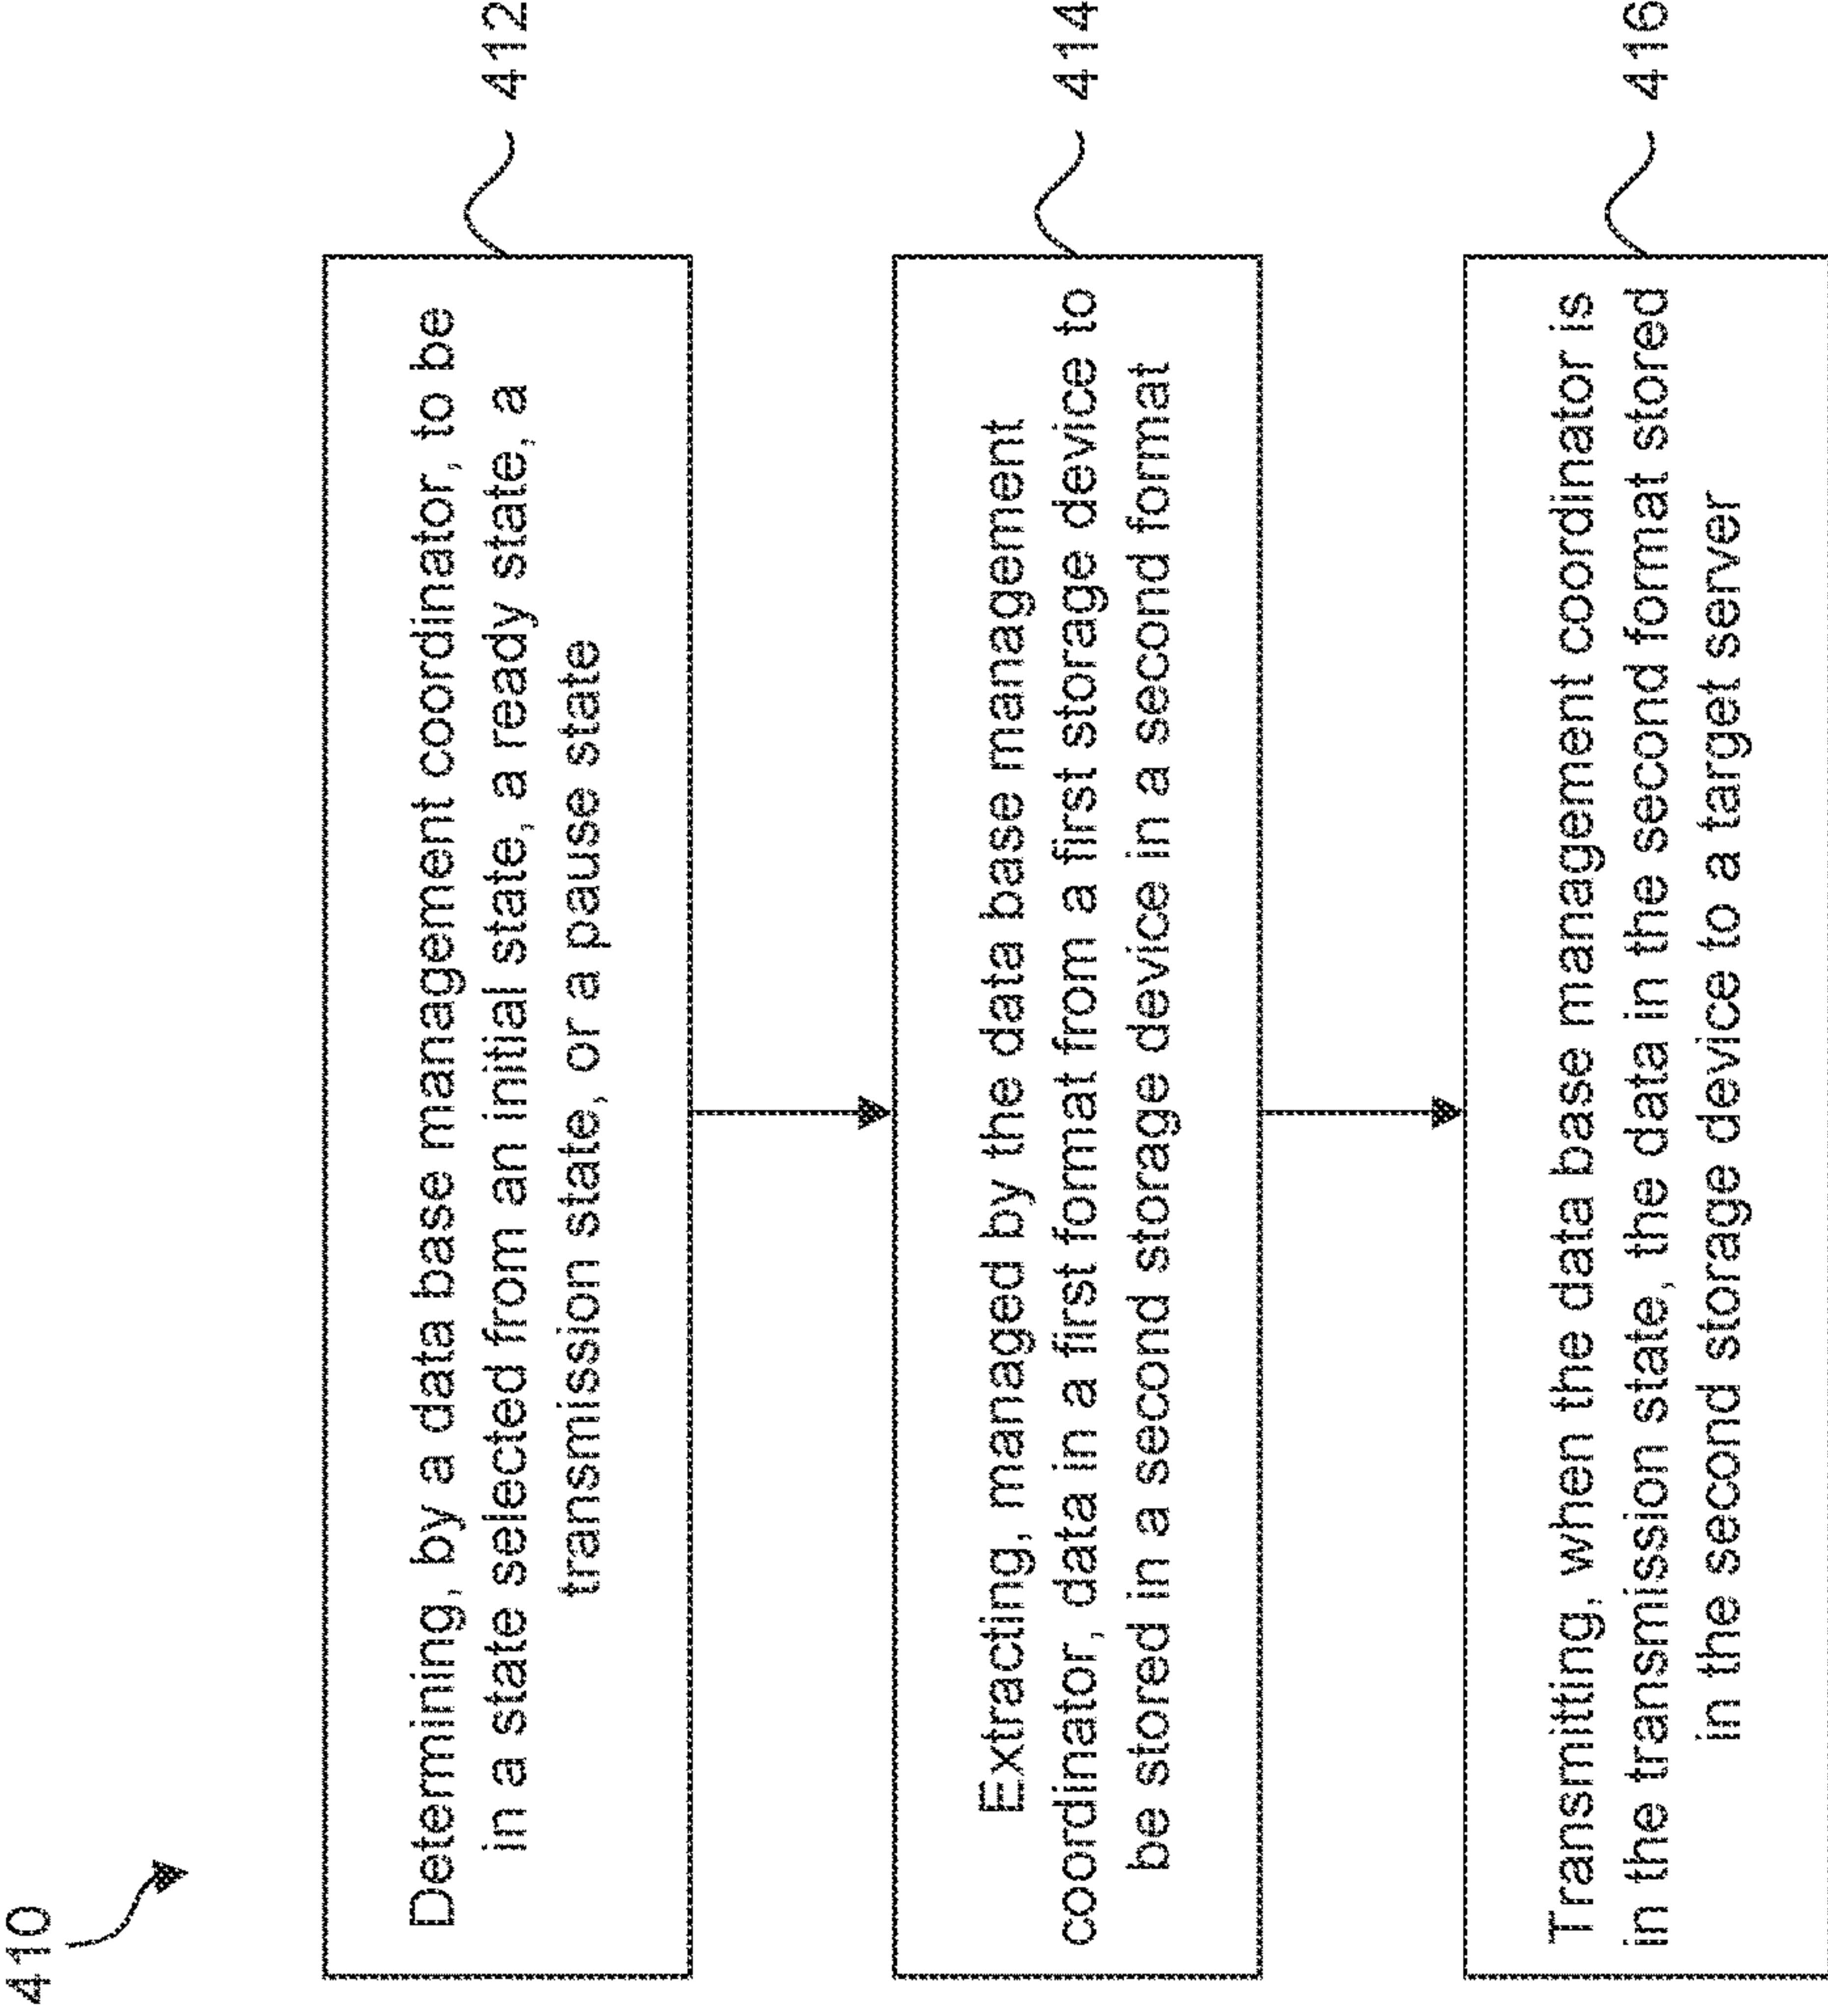 410
Determining, by a data base management coordinator, to be
in a state selected from an initial state, a ready state, a
transmission state, or a pause state
412
Extracting, managed by the data base management
coordinator, data in a first format from a first storage device to
be stored in a second storage device in a second format
414
Transmitting, when the data base management coordinator is
in the transmission state, the data in the second format stored
in the second storage device to a target server
416